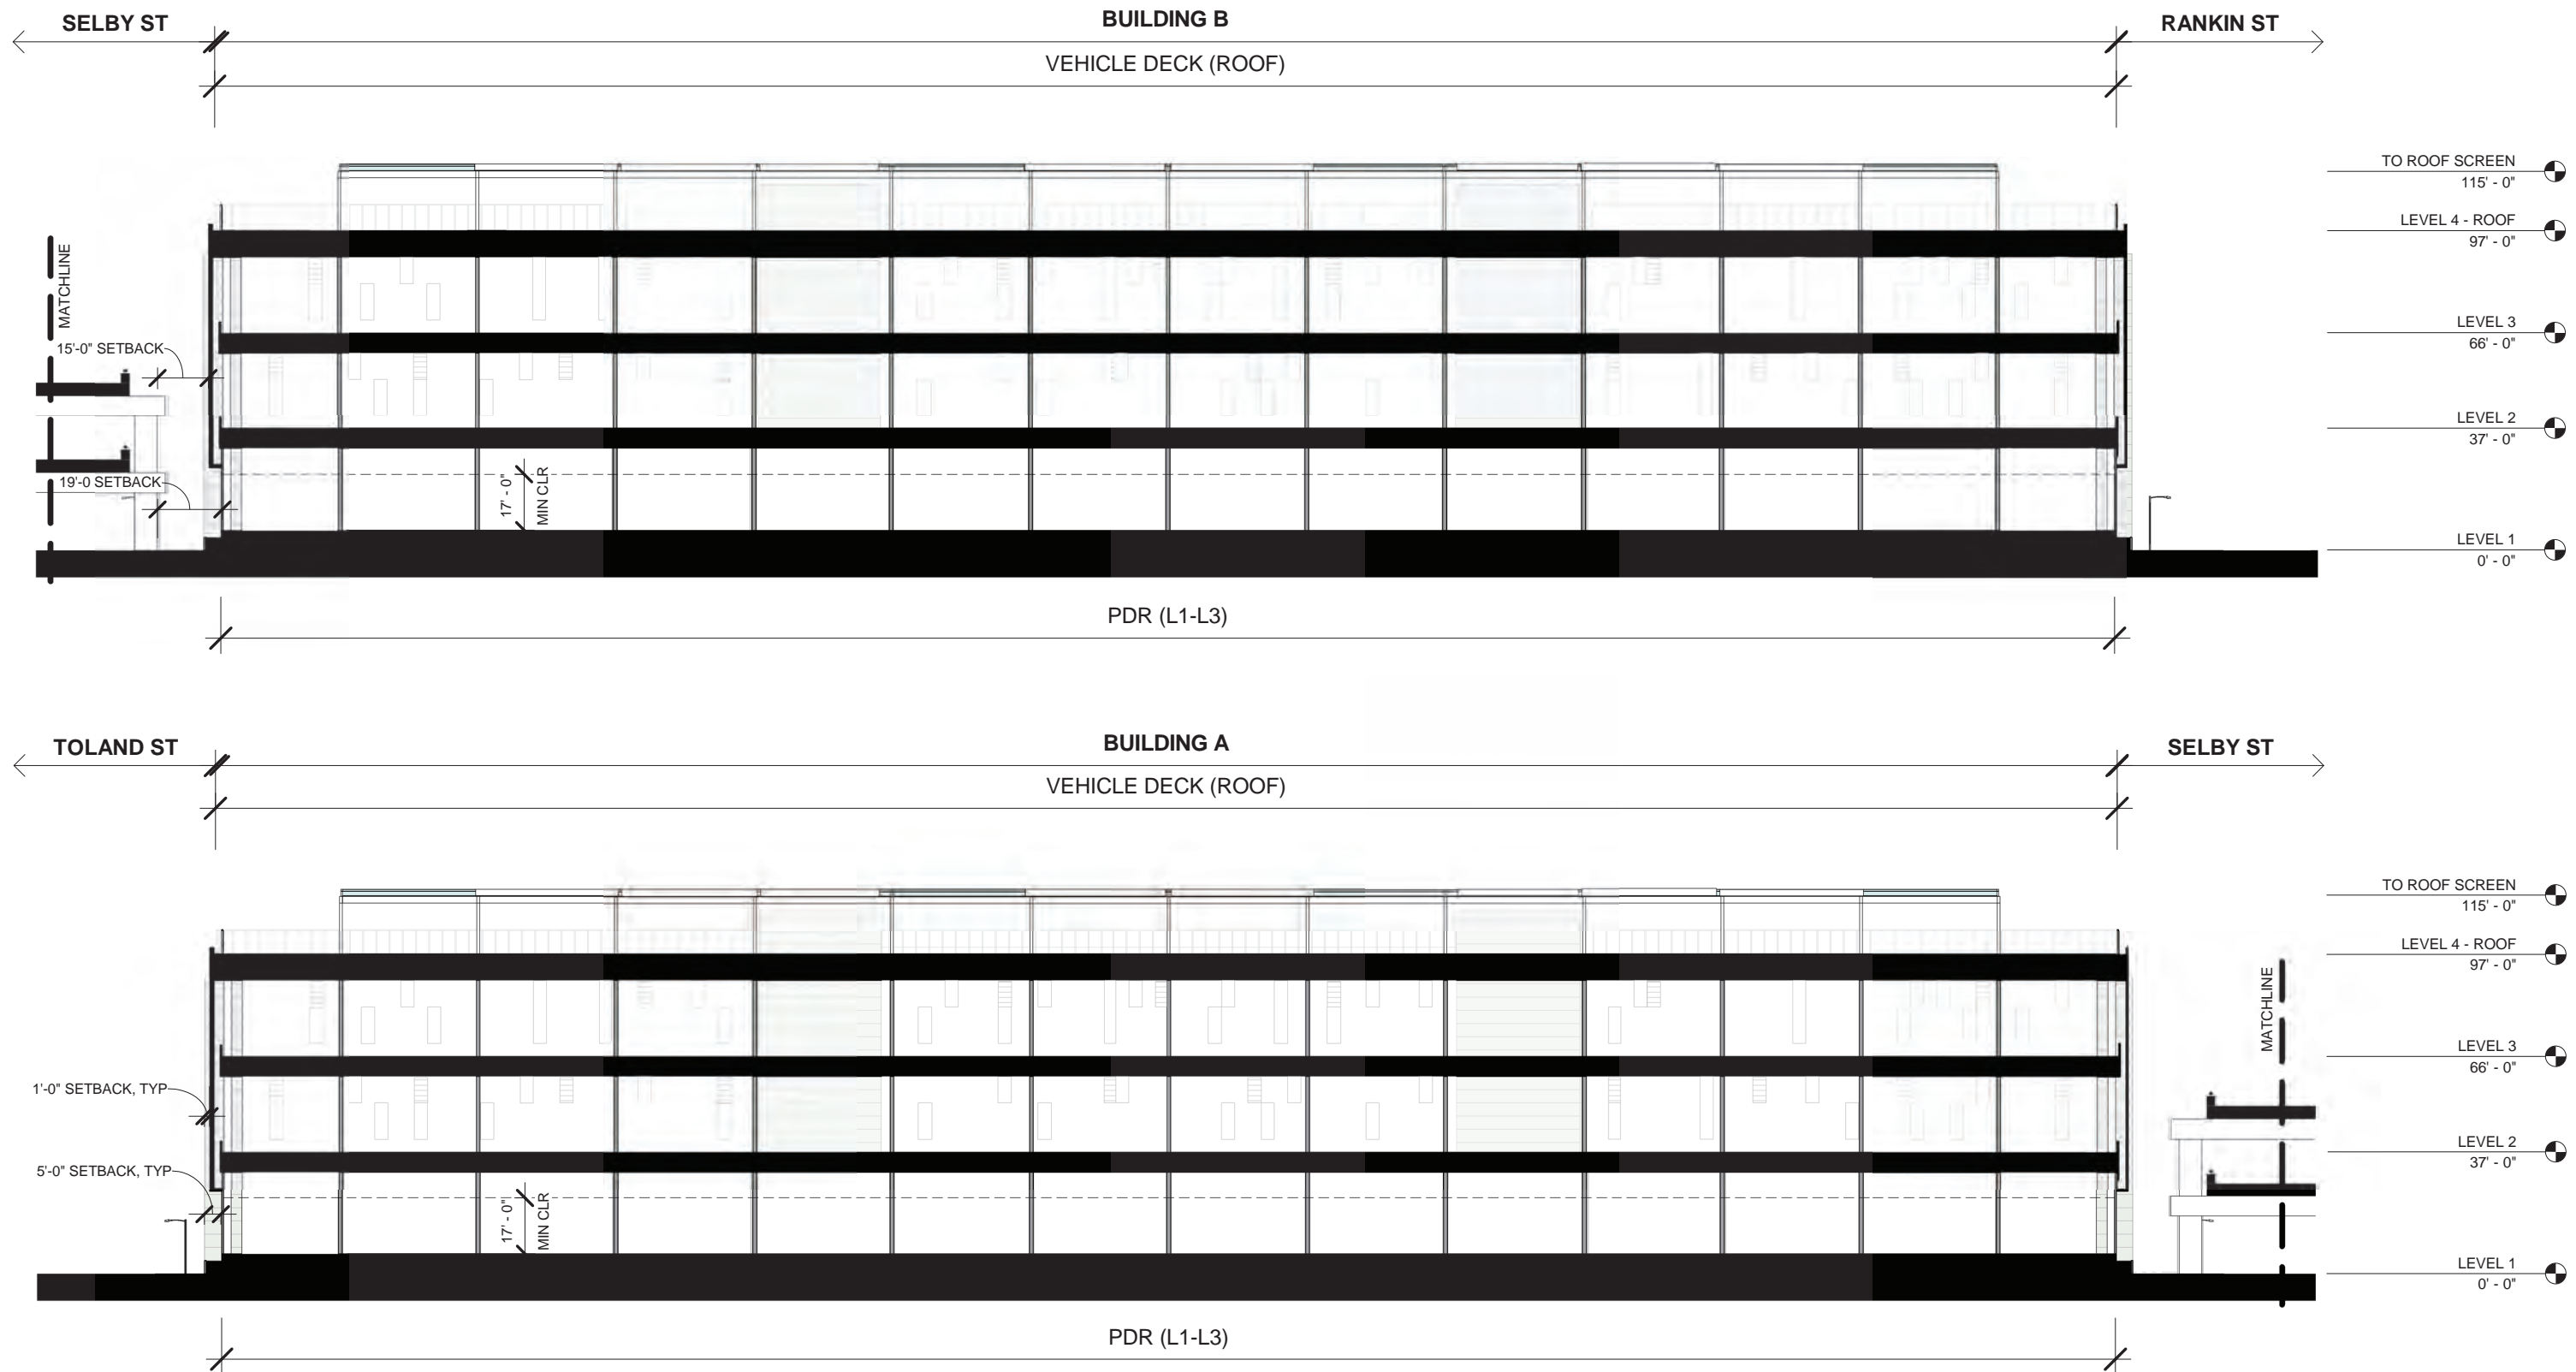 SELBY ST
BUILDING B
RANKIN ST
VEHICLE DECK (ROOF)
TO ROOF SCREEN
115' - 0"
LEVEL 4 - ROOF
97' - 0"
MATCHLINE
LEVEL 3
66' - 0"
15'-0" SETBACK
LEVEL 2
37' - 0"
19'-0 SETBACK
17' - 0"
MIN CLR
LEVEL 1
0' - 0"
PDR (L1-L3)
TOLAND ST
BUILDING A
SELBY ST
VEHICLE DECK (ROOF)
TO ROOF SCREEN
115' - 0"
LEVEL 4 - ROOF
97' - 0"
MATCHLINE
LEVEL 3
66' - 0"
1'-0" SETBACK, TYP
LEVEL 2
37' - 0"
5'-0" SETBACK, TYP
17' - 0"
MIN CLR
LEVEL 1
0' - 0"
PDR (L1-L3)